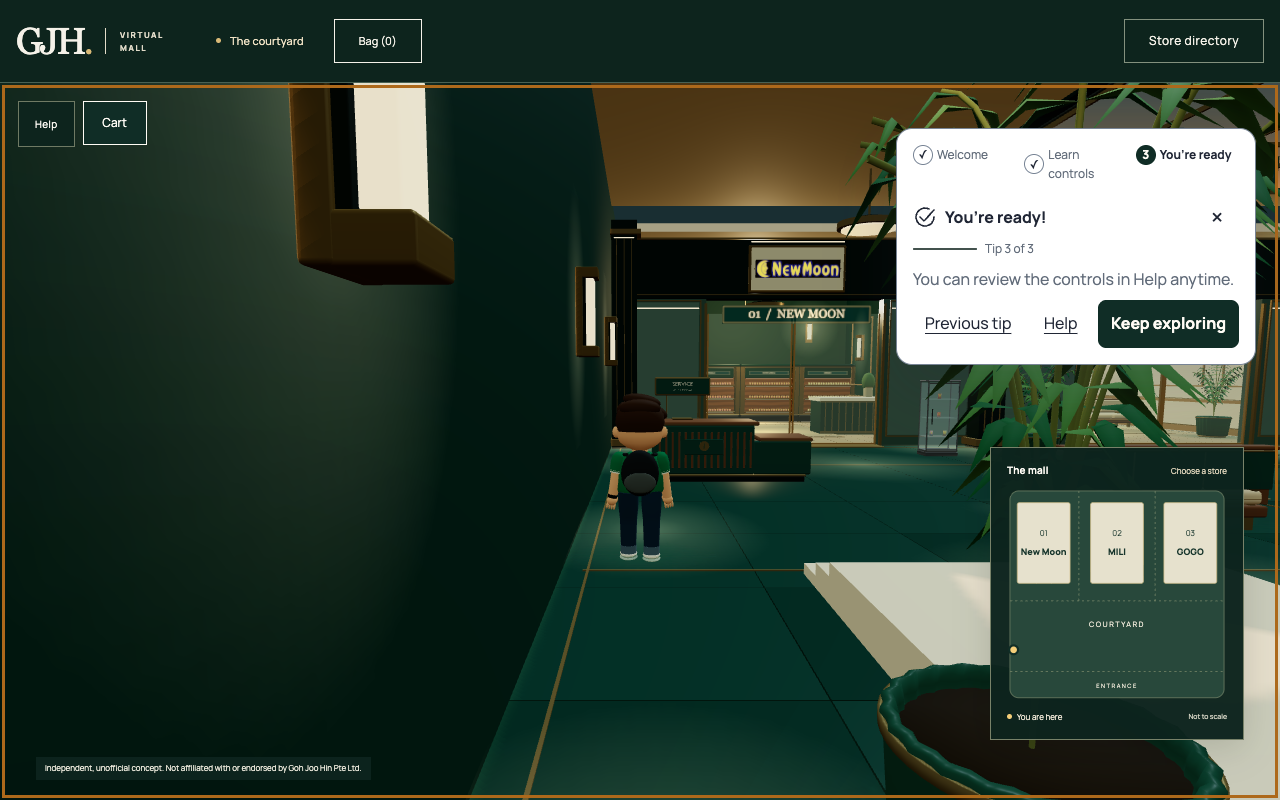 GJH.
VIRTUAL
MALL
The courtyard
Bag (0)
Store directory
Help
Cart
Welcome
Learn
controls
3 You're ready
You're ready!
Tip 3 of 3
You can review the controls in Help anytime.
Previous tip
Help
Keep exploring
NewMoon
01 / NEW MOON
SERVICE
The mall
Choose a store
01
New Moon
02
MILI
03
GOGO
COURTYARD
ENTRANCE
You are here
Not to scale
Independent, unofficial concept. Not affiliated with or endorsed by Goh Joo Hin Pte Ltd.